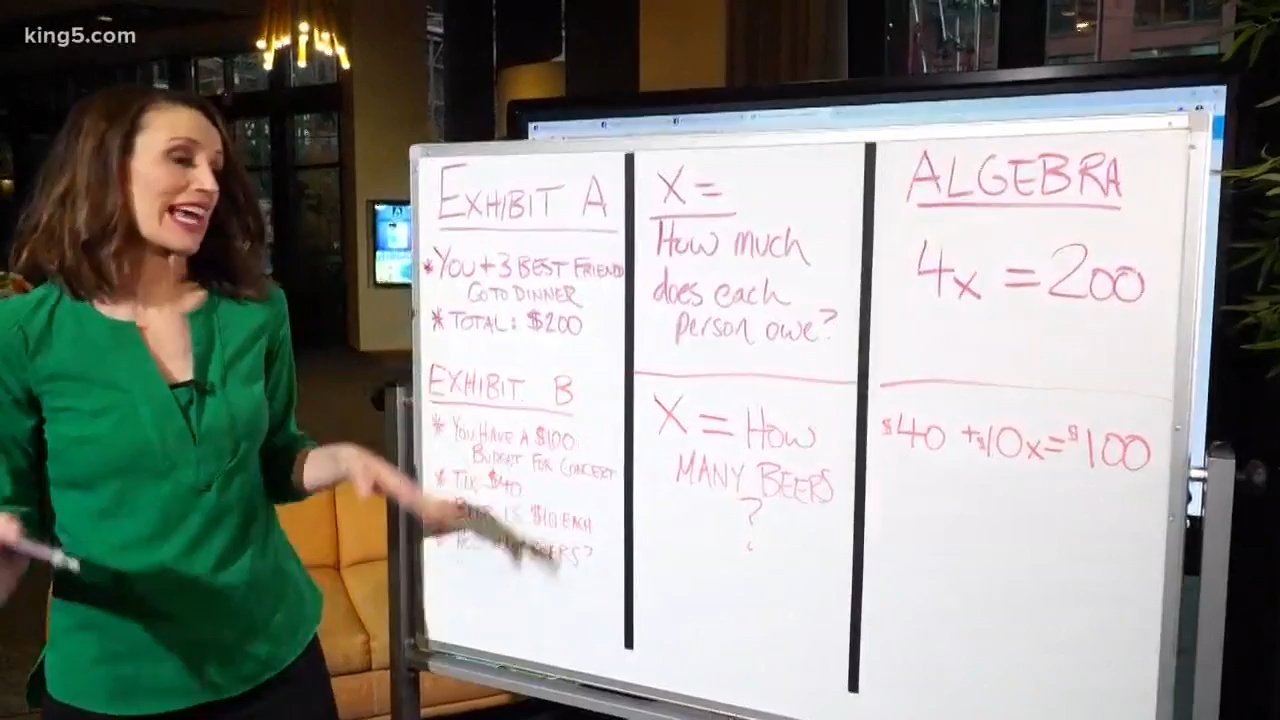 king5.com
EXHIBIT A
* YOU + 3 BEST FRIENDS
GO TO DINNER
* TOTAL: $200
EXHIBIT B
* YOU HAVE A $100
BUDGET FOR CONCERT
* TIX $40
IS $10 EACH
X =
How much
does each
person owe?
X = HOW
MANY BEERS
?
ALGEBRA
4x = 200
$40 + $10x = $100